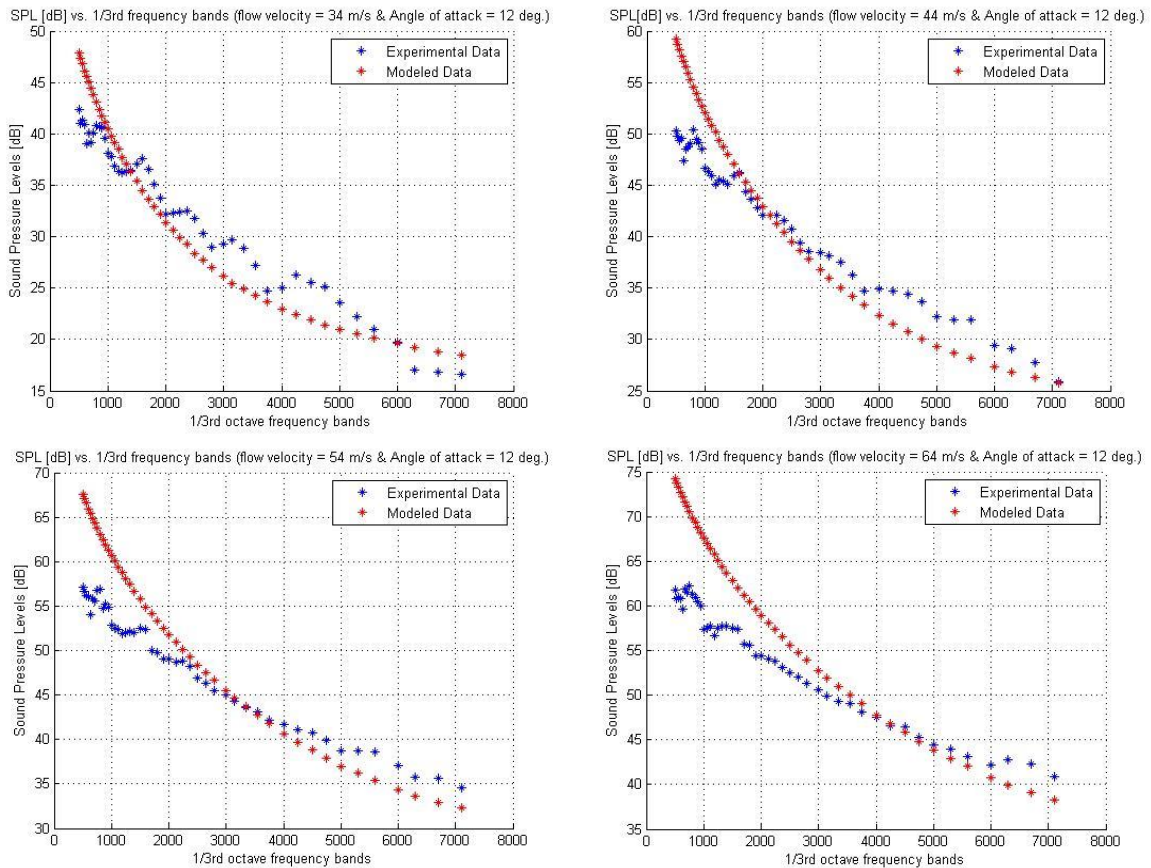 SPL [dB] vs. 1/3rd frequency bands (flow velocity = 34 m/s & Angle of attack = 12 deg.)
50
45
40
35
30
25
20
15
Sound Pressure Levels [dB]
Experimental Data
Modeled Data
0 1000 2000 3000 4000 5000 6000 7000 8000
1/3rd octave frequency bands
SPL[dB] vs. 1/3rd frequency bands (flow velocity = 44 m/s & Angle of attack = 12 deg.)
60
55
50
45
40
35
30
25
Sound Pressure Levels [dB]
Experimental Data
Modeled Data
0 1000 2000 3000 4000 5000 6000 7000 8000
1/3rd octave frequency bands
SPL [dB] vs. 1/3rd frequency bands (flow velocity = 54 m/s & Angle of attack = 12 deg.)
70
65
60
55
50
45
40
35
30
Sound Pressure Levels [dB]
Experimental Data
Modeled Data
0 1000 2000 3000 4000 5000 6000 7000 8000
1/3rd octave frequency bands
SPL [dB] vs. 1/3rd frequency bands (flow velocity = 64 m/s & Angle of attack = 12 deg.)
75
70
65
60
55
50
45
40
35
Sound Pressure Levels [dB]
Experimental Data
Modeled Data
0 1000 2000 3000 4000 5000 6000 7000 8000
1/3rd octave frequency bands